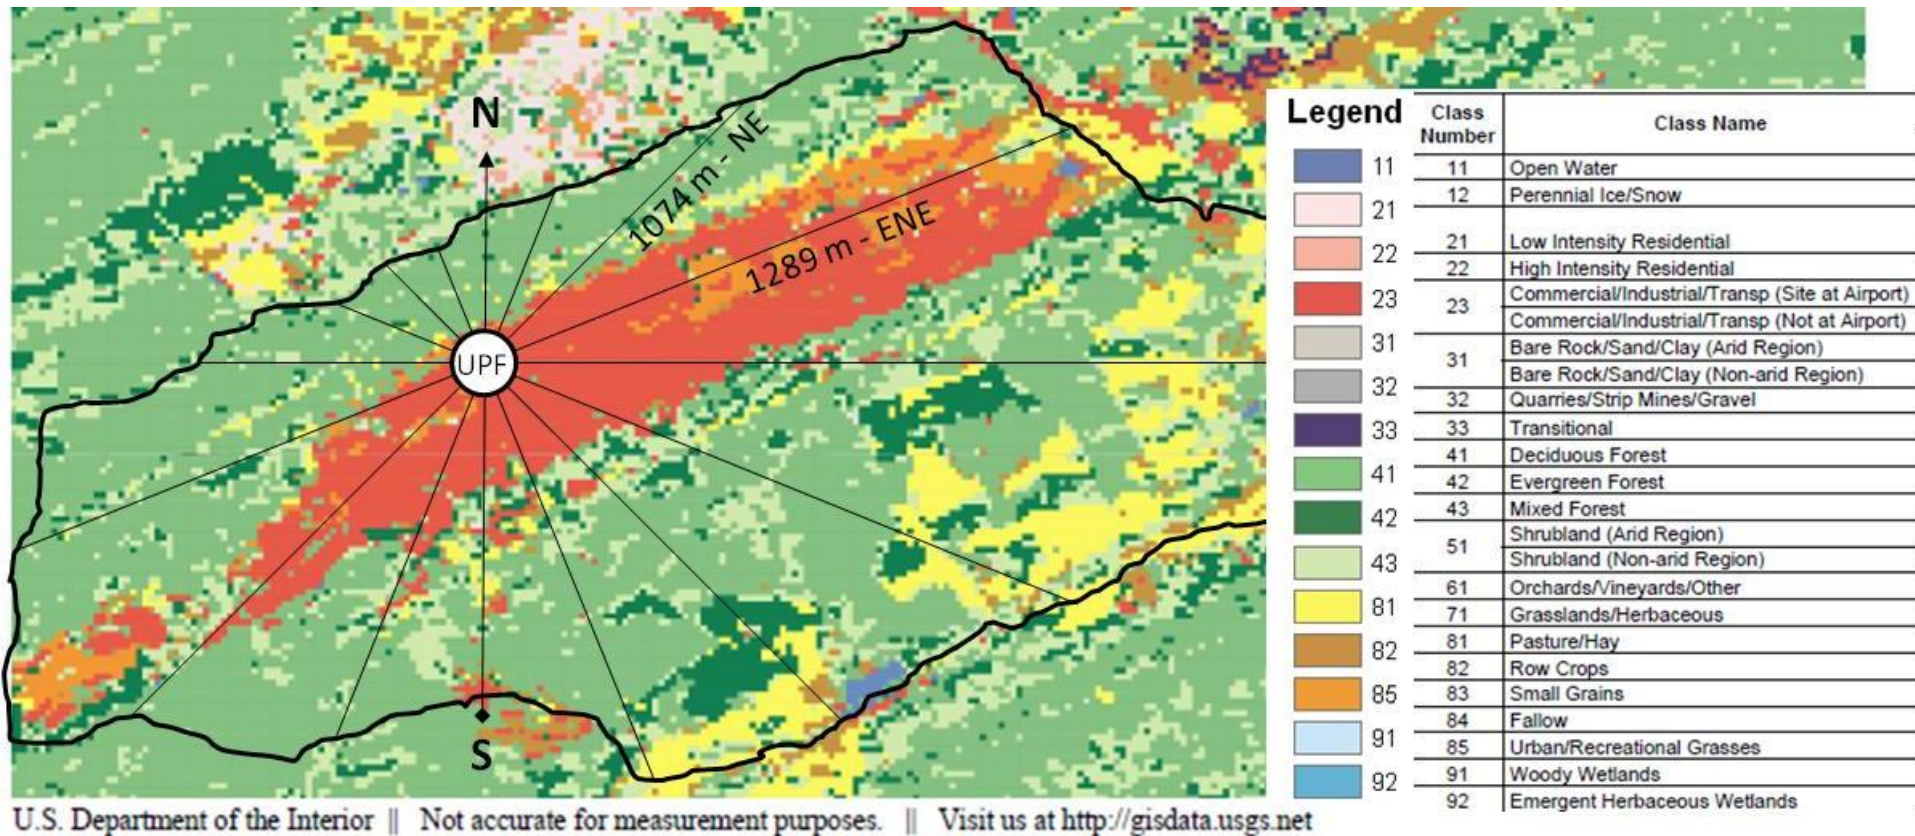 N
1074 m - NE
1289 m - ENE
UPF
S
Legend
11
21
22
23
31
32
33
41
42
43
81
82
85
91
92
Class Number Class Name
11 Open Water
12 Perennial Ice/Snow
21 Low Intensity Residential
22 High Intensity Residential
23 Commercial/Industrial/Transp (Site at Airport)
Commercial/Industrial/Transp (Not at Airport)
31 Bare Rock/Sand/Clay (Arid Region)
Bare Rock/Sand/Clay (Non-arid Region)
32 Quarries/Strip Mines/Gravel
33 Transitional
41 Deciduous Forest
42 Evergreen Forest
43 Mixed Forest
51 Shrubland (Arid Region)
Shrubland (Non-arid Region)
61 Orchards/Vineyards/Other
71 Grasslands/Herbaceous
81 Pasture/Hay
82 Row Crops
83 Small Grains
84 Fallow
85 Urban/Recreational Grasses
91 Woody Wetlands
92 Emergent Herbaceous Wetlands
U.S. Department of the Interior || Not accurate for measurement purposes. || Visit us at http://gisdata.usgs.net